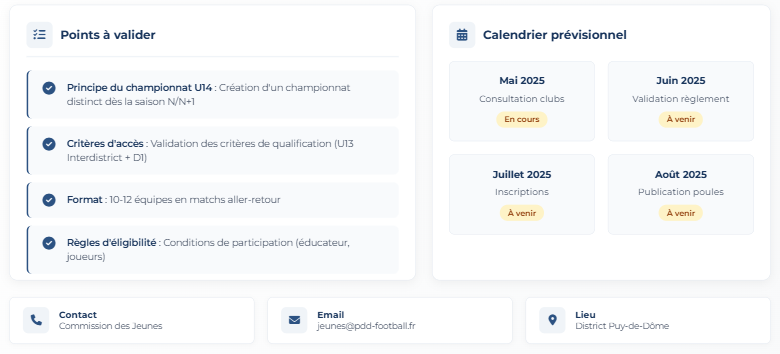 Points à valider
Principe du championnat U14 : Création d'un championnat
distinct dès la saison N/N+1
Critères d'accès : Validation des critères de qualification (U13
Interdistrict + D1)
Format : 10-12 équipes en matchs aller-retour
Règles d'éligibilité : Conditions de participation (éducateur,
joueurs)
Calendrier prévisionnel
Mai 2025
Consultation clubs
En cours
Juin 2025
Validation règlement
À venir
Juillet 2025
Inscriptions
À venir
Août 2025
Publication poules
À venir
Contact
Commission des Jeunes
Email
jeunes@pdd-football.fr
Lieu
District Puy-de-Dôme